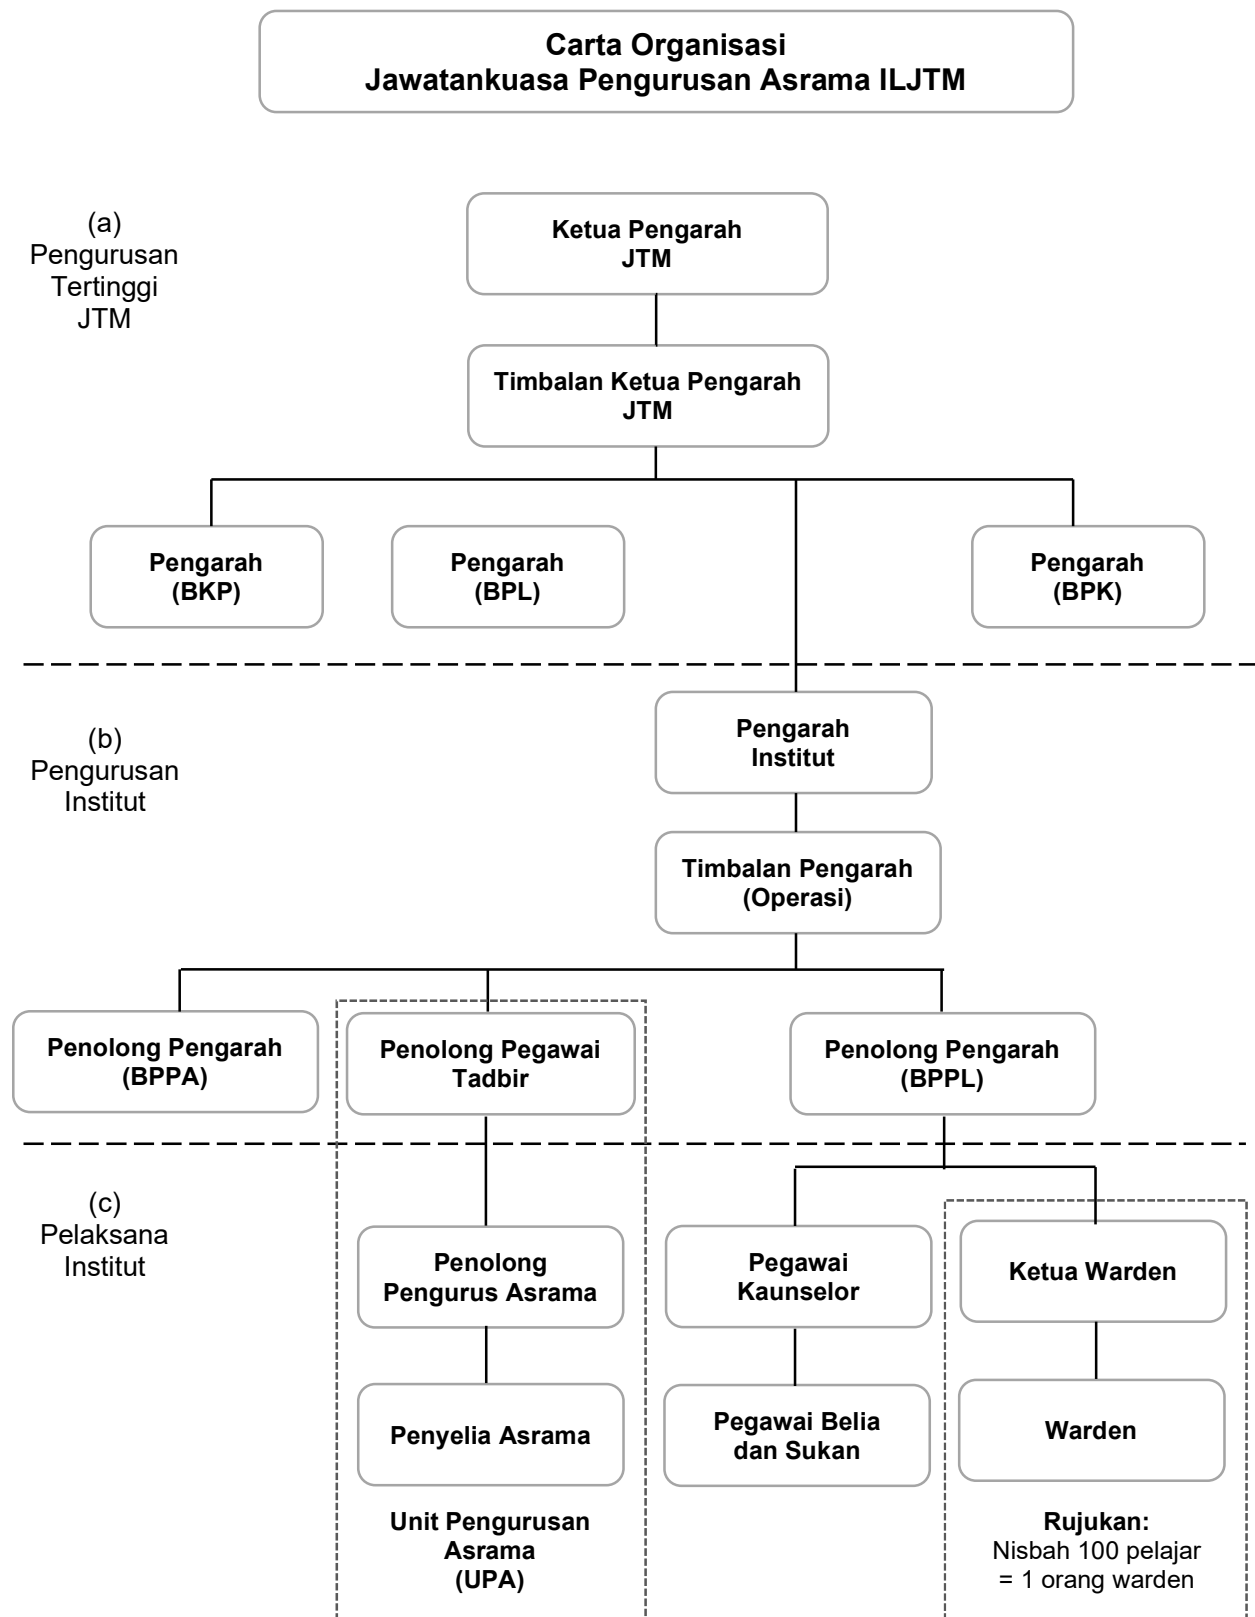 Carta Organisasi
Jawatankuasa Pengurusan Asrama ILJTM
(a)
Pengurusan
Tertinggi
JTM
Ketua Pengarah
JTM
Timbalan Ketua Pengarah
JTM
Pengarah
(BKP)
Pengarah
(BPL)
Pengarah
(BPK)
(b)
Pengurusan
Institut
Pengarah
Institut
Timbalan Pengarah
(Operasi)
Penolong Pengarah
(BPPA)
Penolong Pegawai
Tadbir
Penolong Pengarah
(BPPL)
(c)
Pelaksana
Institut
Penolong
Pengurus Asrama
Pegawai
Kaunselor
Ketua Warden
Penyelia Asrama
Pegawai Belia
dan Sukan
Warden
Unit Pengurusan
Asrama
(UPA)
Rujukan:
Nisbah 100 pelajar
= 1 orang warden